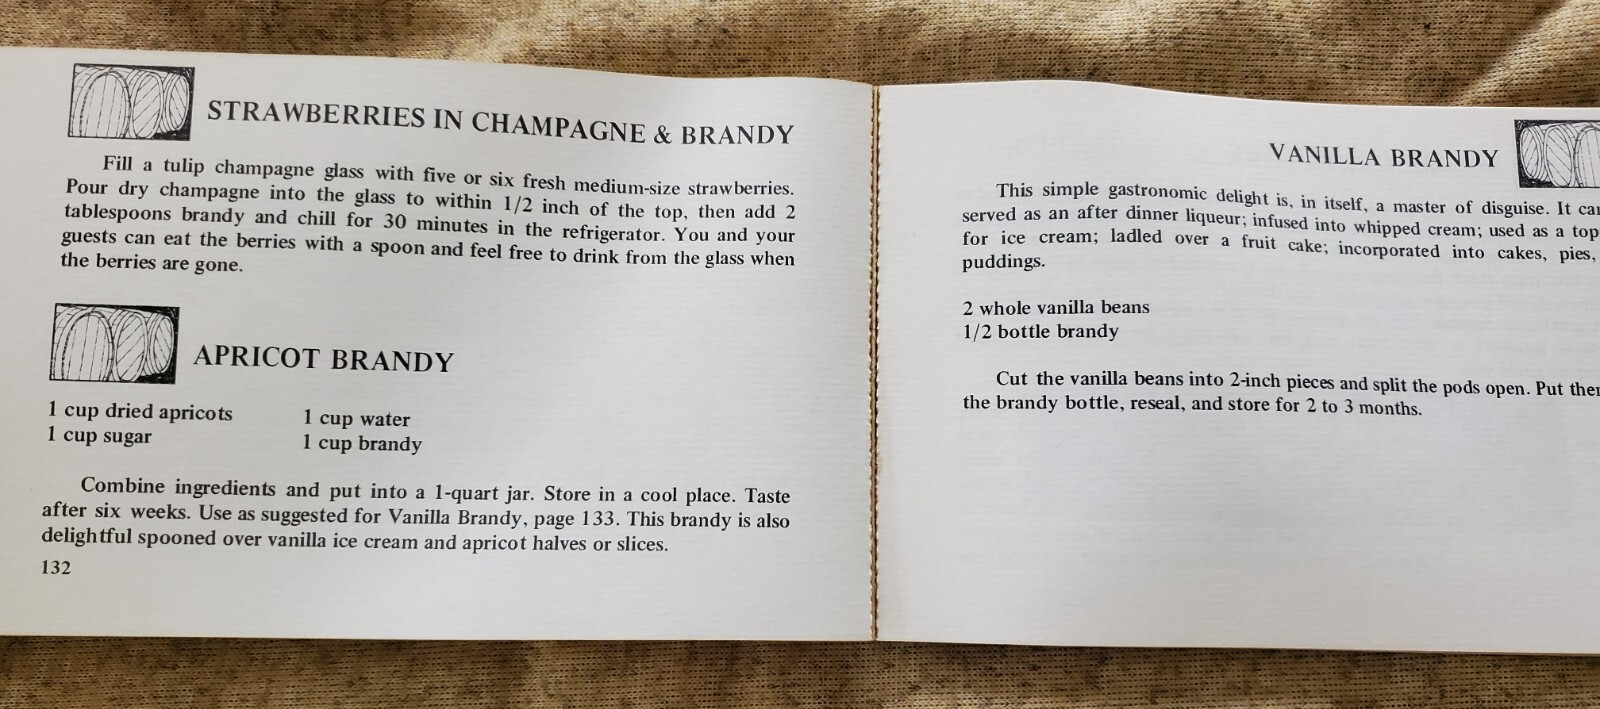 STRAWBERRIES IN CHAMPAGNE & BRANDY
Fill a tulip champagne glass with five or six fresh medium-size strawberries.
Pour dry champagne into the glass to within 1/2 inch of the top, then add 2
tablespoons brandy and chill for 30 minutes in the refrigerator. You and your
guests can eat the berries with a spoon and feel free to drink from the glass when
the berries are gone.
APRICOT BRANDY
1 cup dried apricots
1 cup sugar
1 cup water
1 cup brandy
Combine ingredients and put into a 1-quart jar. Store in a cool place. Taste
after six weeks. Use as suggested for Vanilla Brandy, page 133. This brandy is also
delightful spooned over vanilla ice cream and apricot halves or slices.
132
VANILLA BRANDY
This simple gastronomic delight is, in itself, a master of disguise. It
served as an after dinner liqueur; infused into whipped cream; used as a
for ice cream; ladled over a fruit cake; incorporated into cakes, pies,
puddings.
2 whole vanilla beans
1/2 bottle brandy
Cut the vanilla beans into 2-inch pieces and split the pods open. Put
the brandy bottle, reseal, and store for 2 to 3 months.